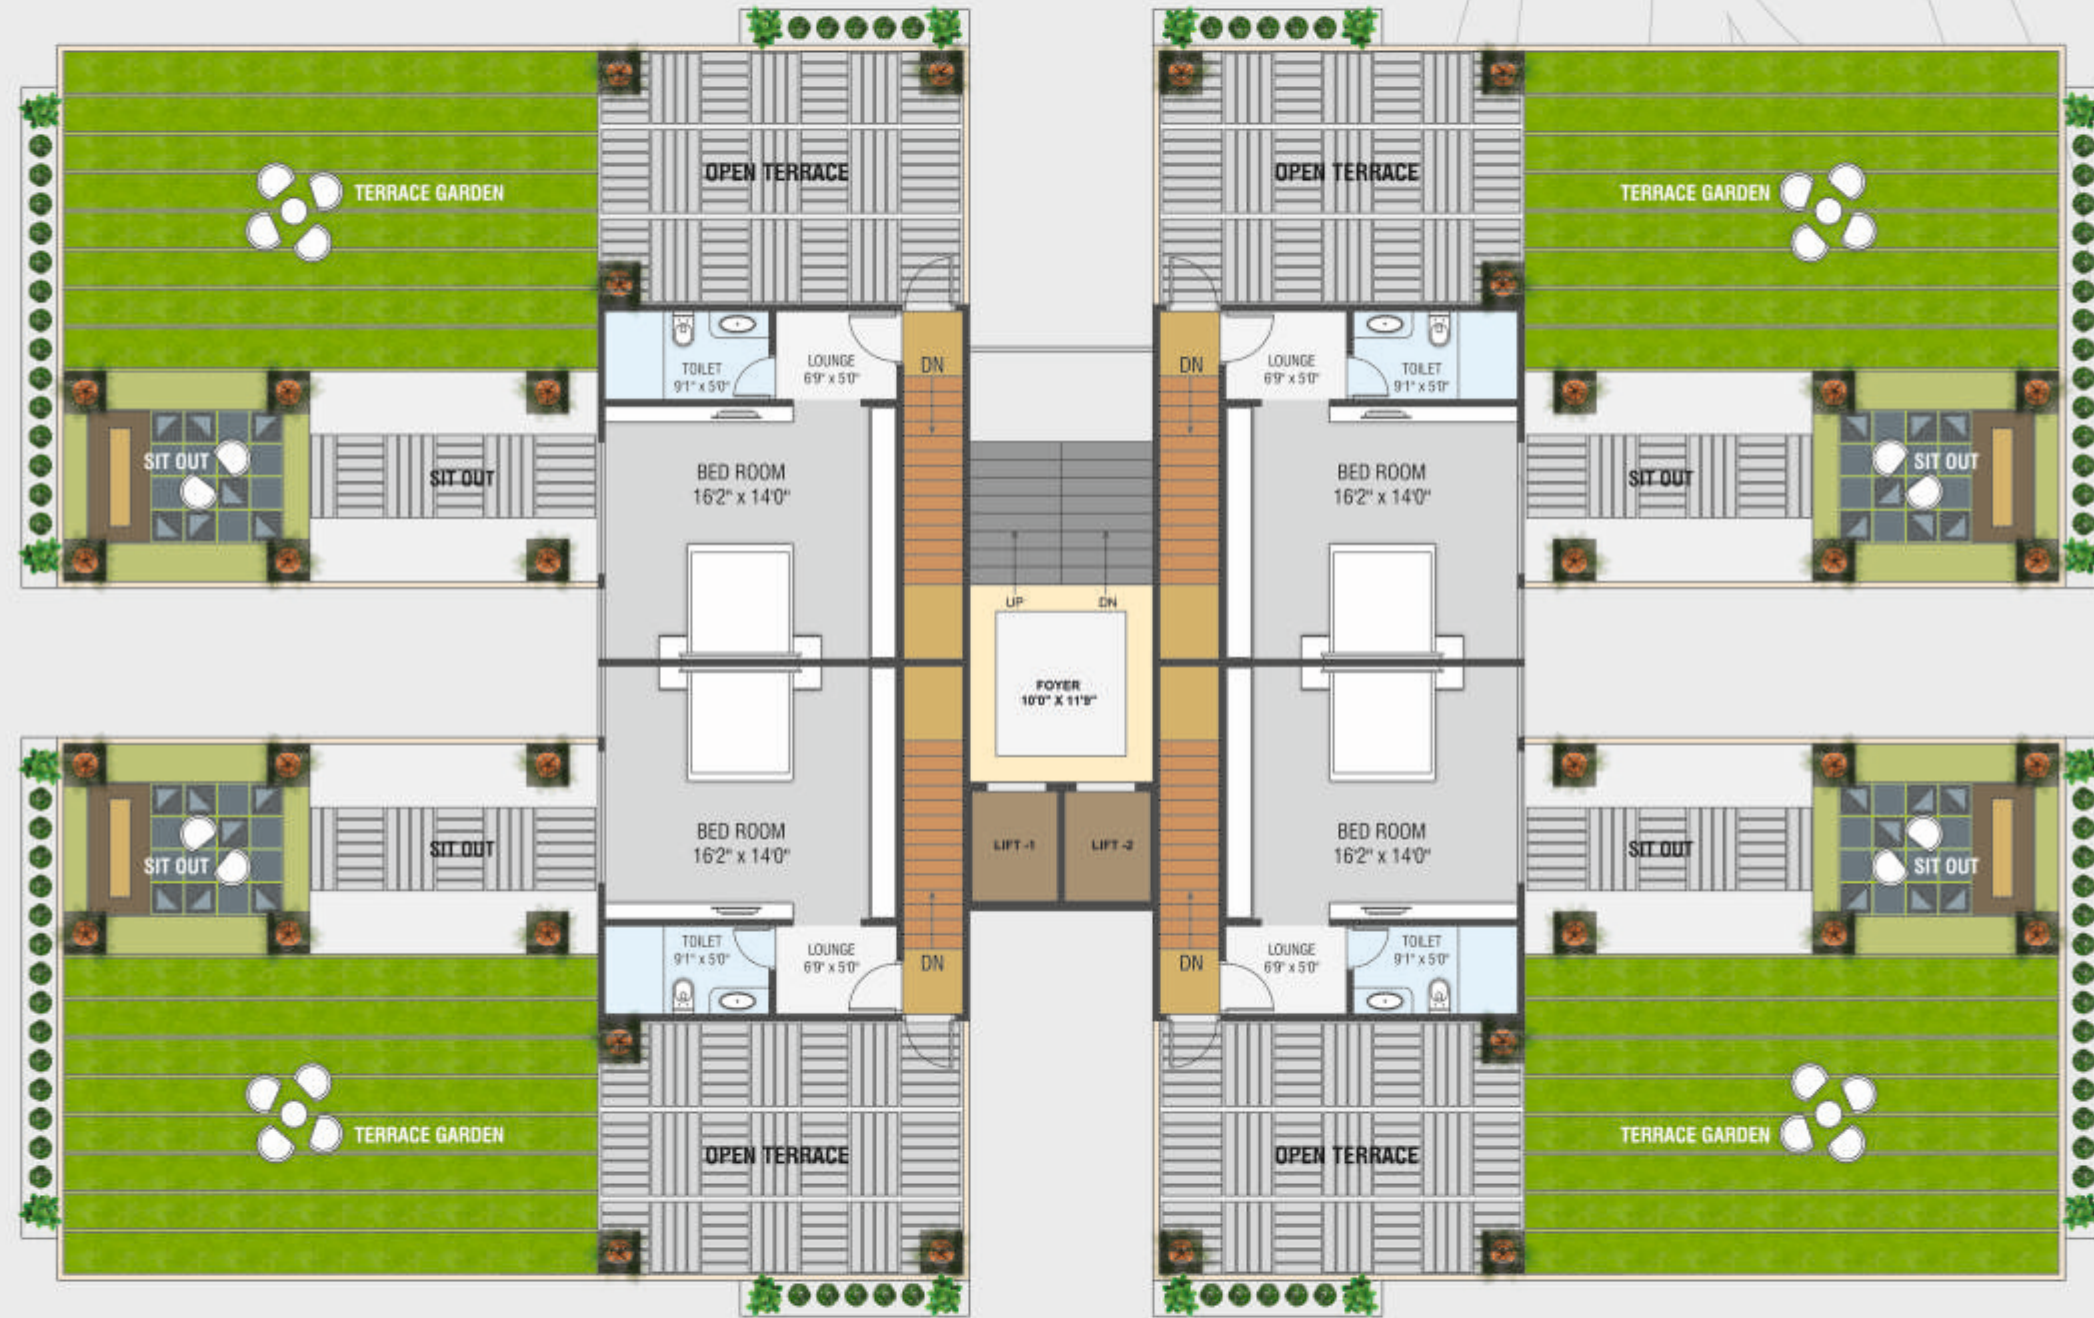 OPEN TERRACE
OPEN TERRACE
TERRACE GARDEN
TERRACE GARDEN
DN
DN
LOUNGE
6'9" x 5'0"
LOUNGE
6'9" x 5'0"
TOILET
9'1" x 5'0"
TOILET
9'1" x 5'0"
SIT OUT
SIT OUT
BED ROOM
16'2" x 14'0"
BED ROOM
16'2" x 14'0"
SIT OUT
SIT OUT
UP
DN
FOYER
10'0" X 11'9"
SIT OUT
SIT OUT
BED ROOM
16'2" x 14'0"
LIFT -1
LIFT -2
BED ROOM
16'2" x 14'0"
SIT OUT
SIT OUT
TOILET
9'1" x 5'0"
LOUNGE
6'9" x 5'0"
DN
DN
LOUNGE
6'9" x 5'0"
TOILET
9'1" x 5'0"
TERRACE GARDEN
OPEN TERRACE
OPEN TERRACE
TERRACE GARDEN